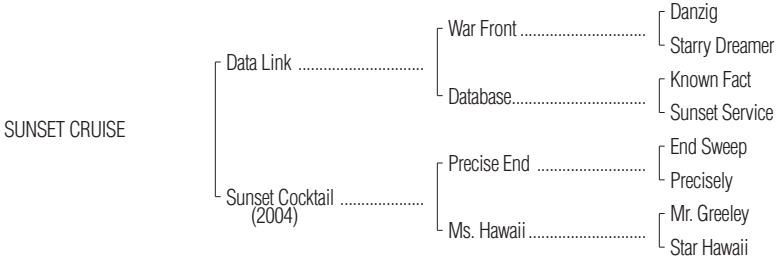 Danzig
War Front ..............................
Starry Dreamer
Data Link ..............................
Known Fact
Database................................
Sunset Service
SUNSET CRUISE
End Sweep
Precise End ..........................
Precisely
Sunset Cocktail ....................
(2004)
Mr. Greeley
Ms. Hawaii............................
Star Hawaii